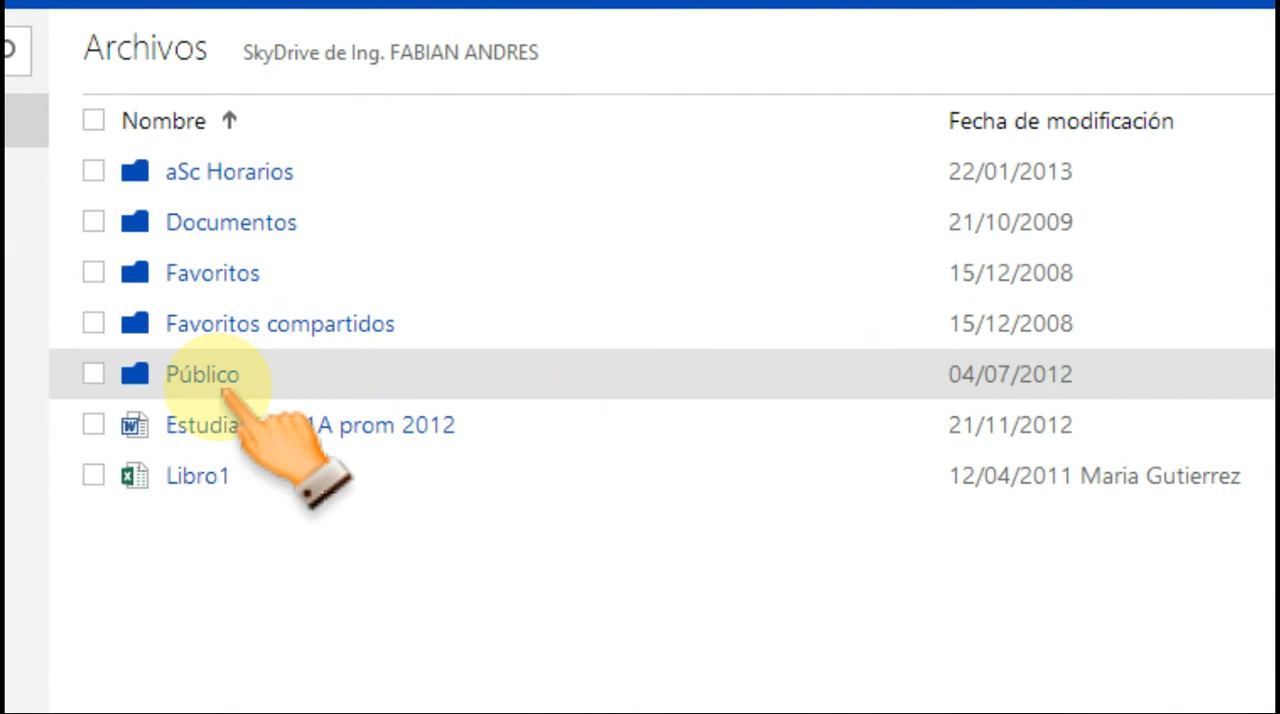 Archivos SkyDrive de Ing. FABIAN ANDRES
Nombre Fecha de modificación
aSc Horarios 22/01/2013
Documentos 21/10/2009
Favoritos 15/12/2008
Favoritos compartidos 15/12/2008
Público 04/07/2012
1A prom 2012 21/11/2012
Libro1 12/04/2011 Maria Gutierrez